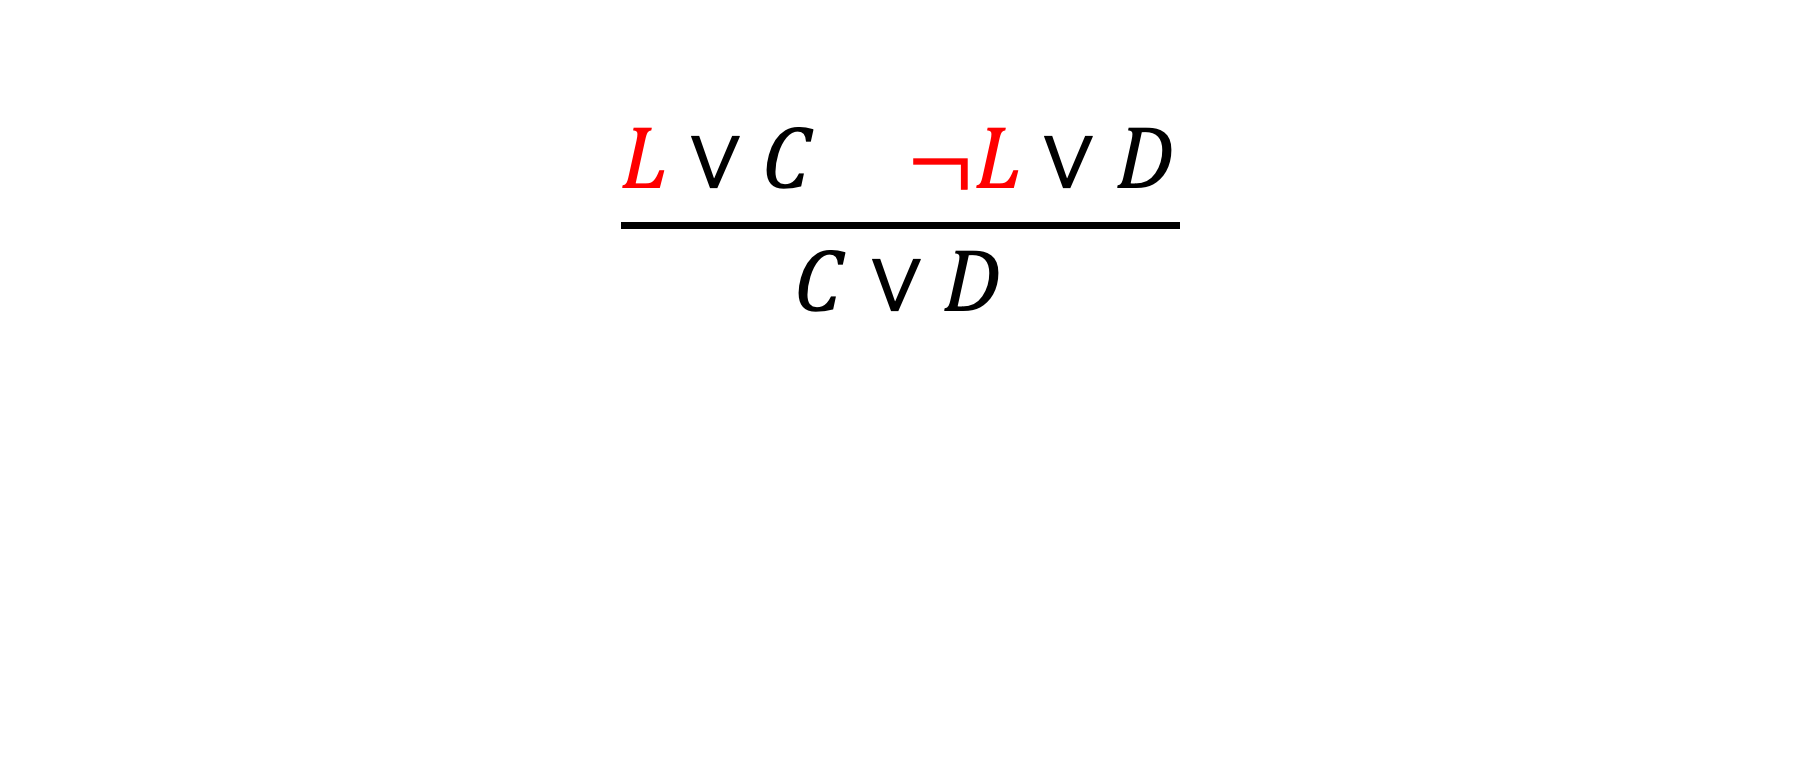 L ∨ C ¬L ∨ D
C ∨ D